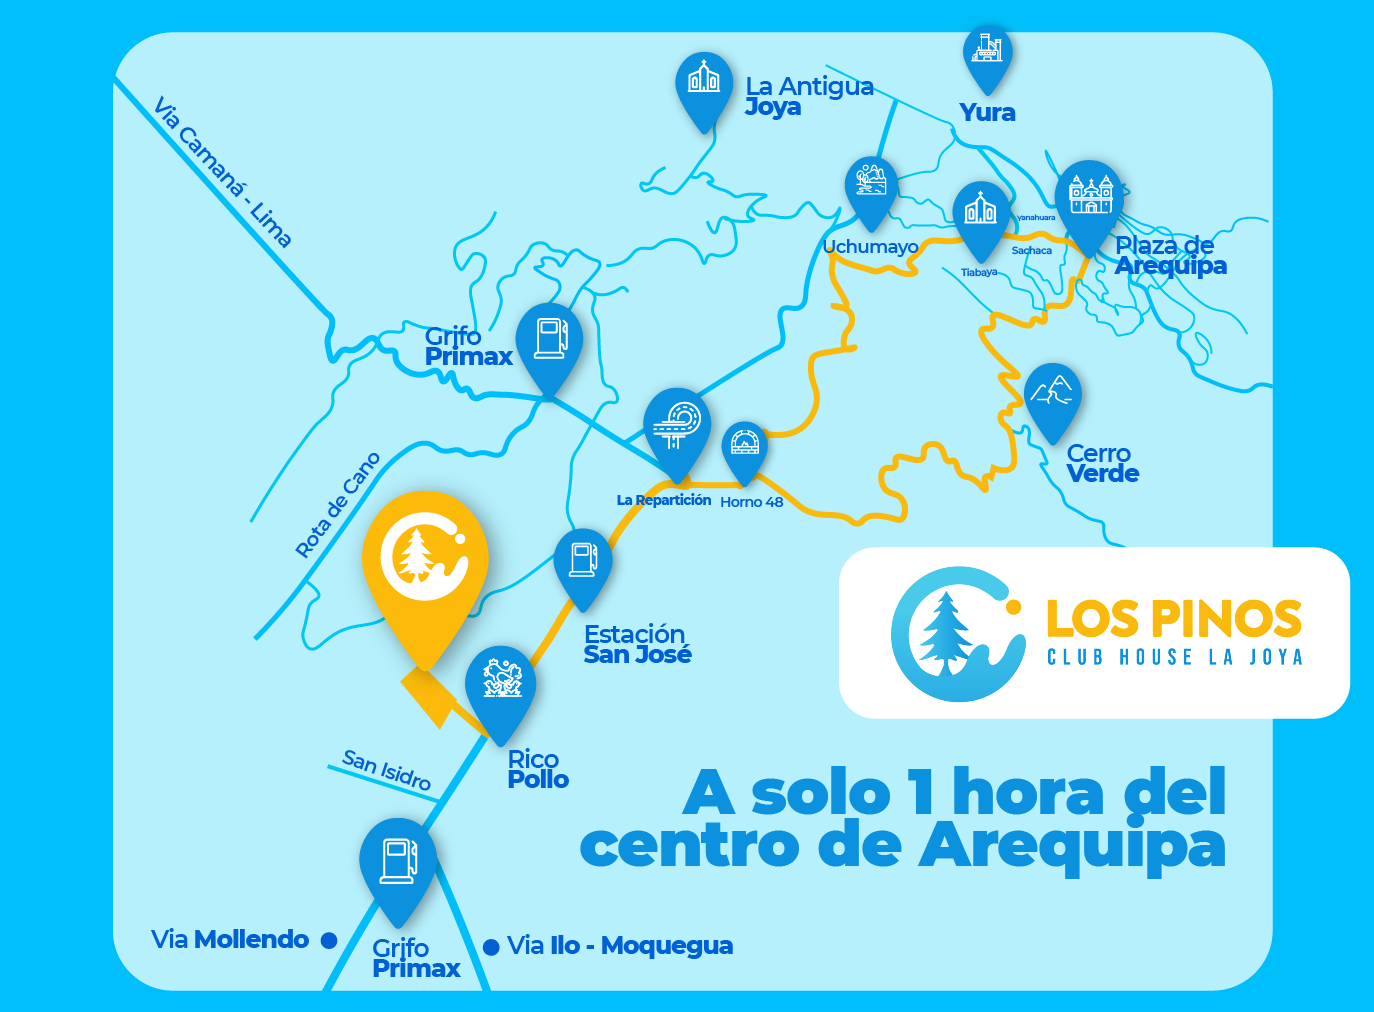 Yura
La Antigua
Joya
Via Camaná - Lima
Yanahuara
Uchumayo
Sachaca
Plaza de
Arequipa
Tiabaya
Grifo
Primax
Cerro
Verde
La Repartición
Horno 48
Rota de Cano
LOS PINOS
CLUB HOUSE LA JOYA
Estación
San José
San Isidro
Rico
Pollo
A solo 1 hora del
centro de Arequipa
Via Mollendo
Grifo
Primax
Via Ilo - Moquegua